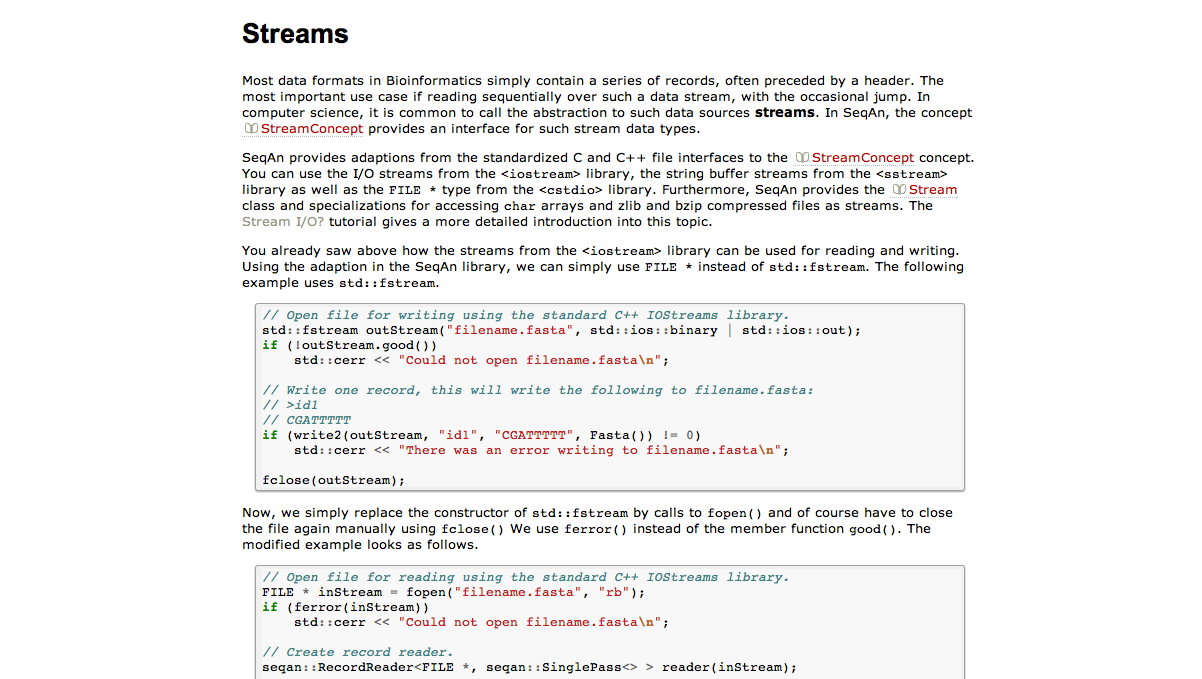 Streams
Most data formats in Bioinformatics simply contain a series of records, often preceded by a header. The
most important use case if reading sequentially over such a data stream, with the occasional jump. In
computer science, it is common to call the abstraction to such data sources streams. In SeqAn, the concept
StreamConcept provides an interface for such stream data types.
SeqAn provides adaptions from the standardized C and C++ file interfaces to the StreamConcept concept.
You can use the I/O streams from the <iostream> library, the string buffer streams from the <sstream>
library as well as the FILE * type from the <cstdio> library. Furthermore, SeqAn provides the Stream
class and specializations for accessing char arrays and zlib and bzip compressed files as streams. The
Stream I/O? tutorial gives a more detailed introduction into this topic.
You already saw above how the streams from the <iostream> library can be used for reading and writing.
Using the adaption in the SeqAn library, we can simply use FILE * instead of std::fstream. The following
example uses std::fstream.
// Open file for writing using the standard C++ IOStreams library.
std::fstream outStream("filename.fasta", std::ios::binary | std::ios::out);
if (!outStream.good())
    std::cerr << "Could not open filename.fasta\n";
// Write one record, this will write the following to filename.fasta:
// >id1
// CGATTTTT
if (write2(outStream, "id1", "CGATTTTT", Fasta()) != 0)
    std::cerr << "There was an error writing to filename.fasta\n";
fclose(outStream);
Now, we simply replace the constructor of std::fstream by calls to fopen() and of course have to close
the file again manually using fclose() We use ferror() instead of the member function good(). The
modified example looks as follows.
// Open file for reading using the standard C++ IOStreams library.
FILE * inStream = fopen("filename.fasta", "rb");
if (ferror(inStream))
    std::cerr << "Could not open filename.fasta\n";
// Create record reader.
seqan::RecordReader<FILE *, seqan::SinglePass<> > reader(inStream);